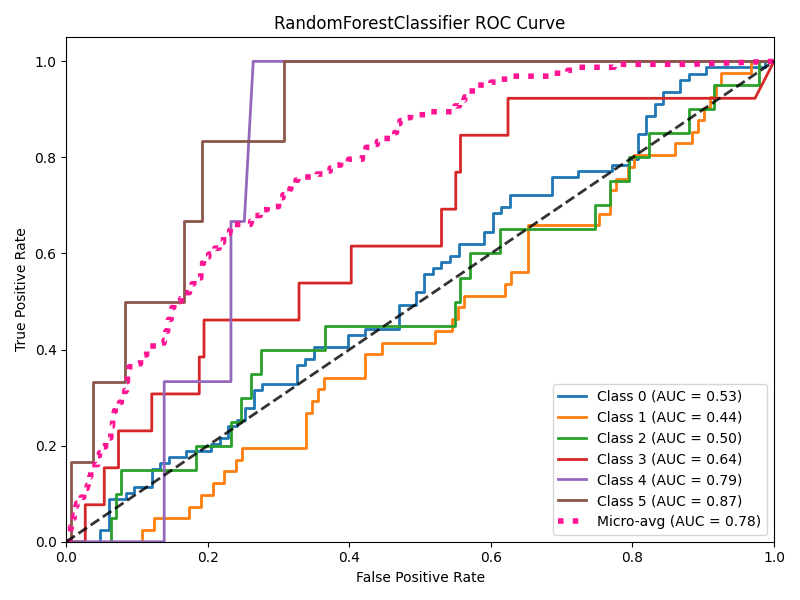 RandomForestClassifier ROC Curve
True Positive Rate
1.0
0.8
0.6
0.4
0.2
0.0
Class 0 (AUC = 0.53)
Class 1 (AUC = 0.44)
Class 2 (AUC = 0.50)
Class 3 (AUC = 0.64)
Class 4 (AUC = 0.79)
Class 5 (AUC = 0.87)
Micro-avg (AUC = 0.78)
0.0 0.2 0.4 0.6 0.8 1.0
False Positive Rate